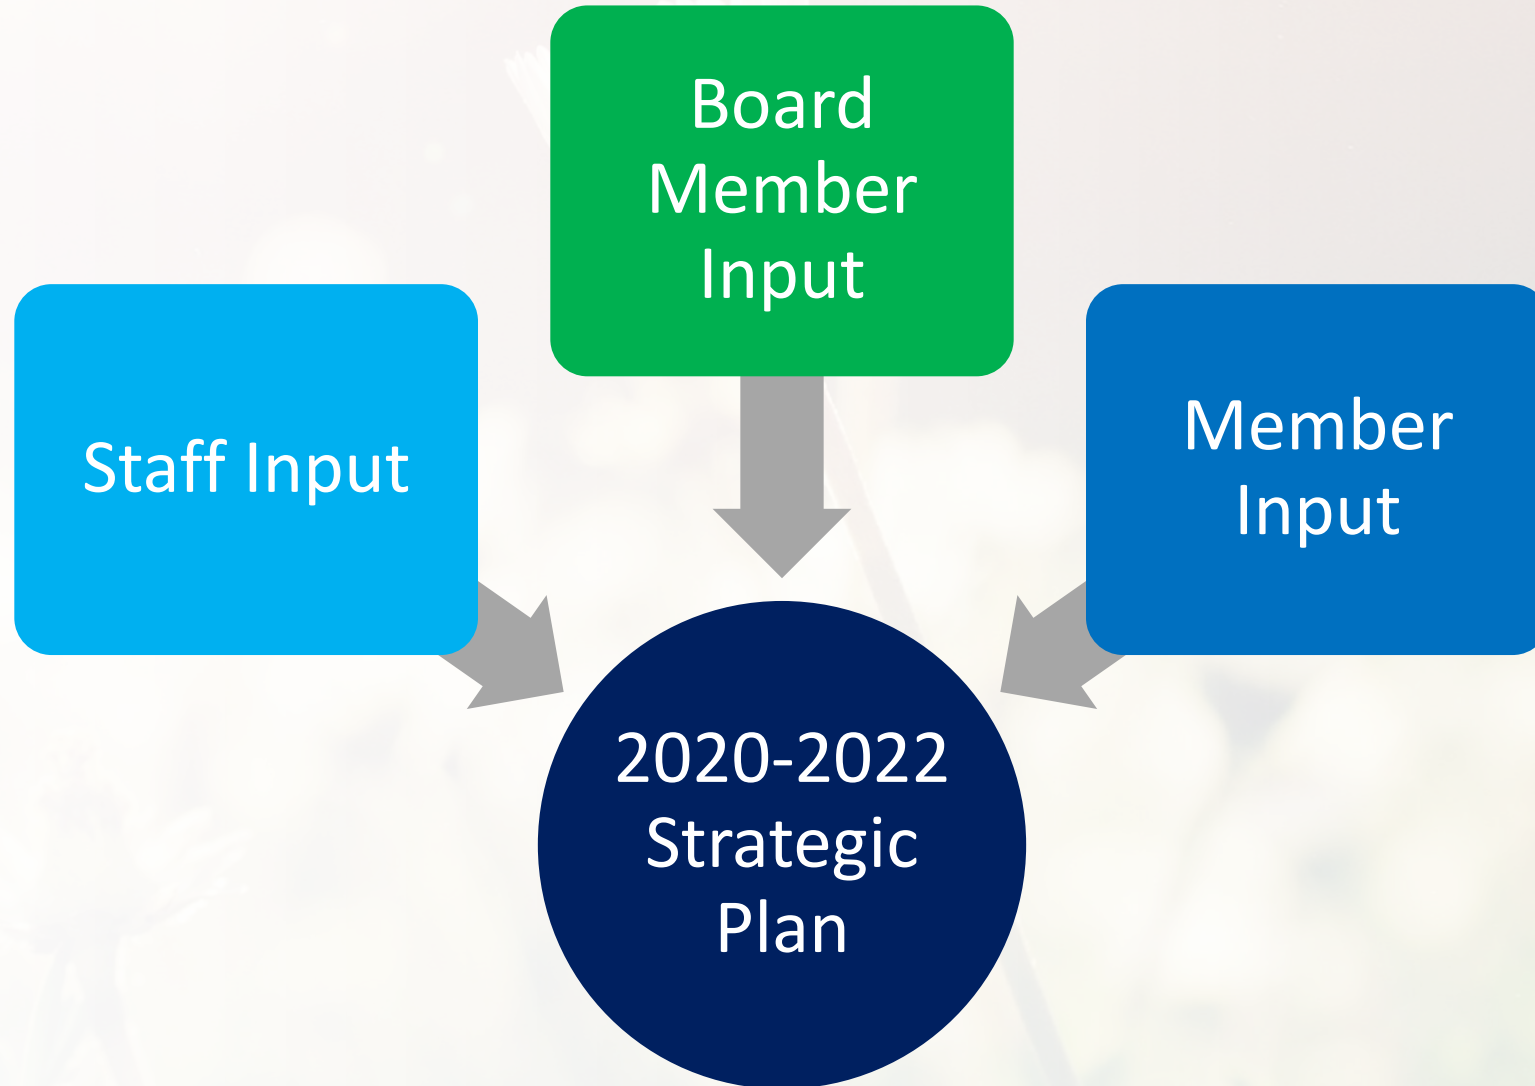 Board
Member
Input
Staff Input
Member
Input
2020-2022
Strategic
Plan